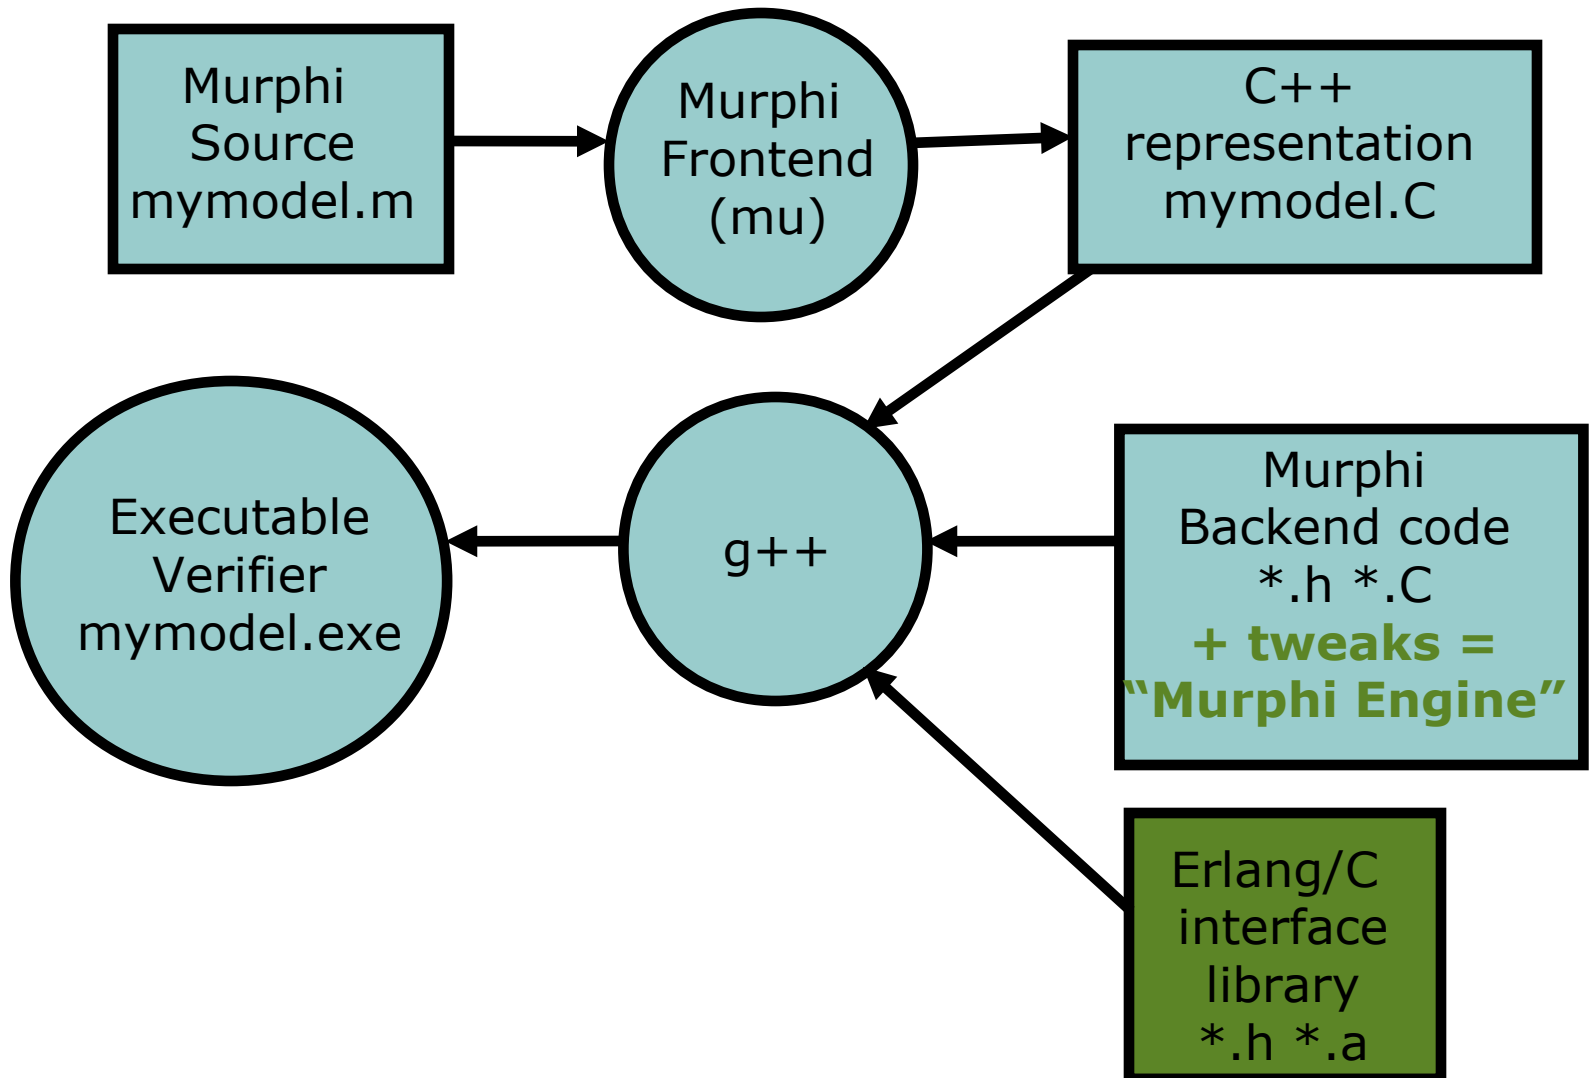 Murphi
Source
mymodel.m
Murphi
Frontend
(mu)
C++
representation
mymodel.C
Executable
Verifier
mymodel.exe
g++
Murphi
Backend code
*.h *.C
+ tweaks =
“Murphi Engine”
Erlang/C
interface
library
*.h *.a